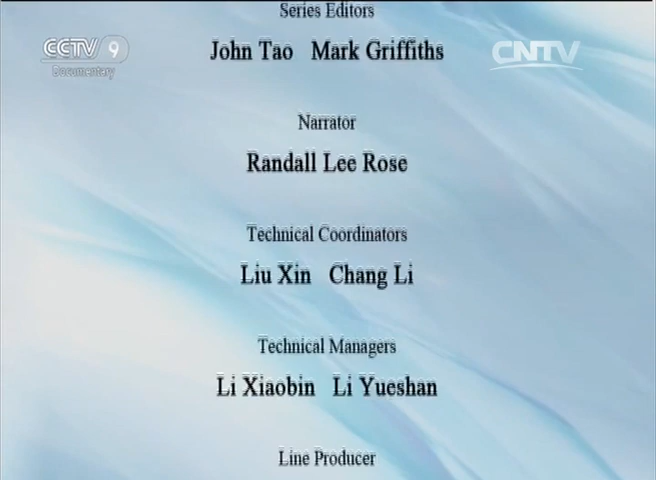 Series Editors
CCTV 9
Documentary
CNTV
John Tao Mark Griffiths
Narrator
Randall Lee Rose
Technical Coordinators
Liu Xin Chang Li
Technical Managers
Li Xiaobin Li Yueshan
Line Producer